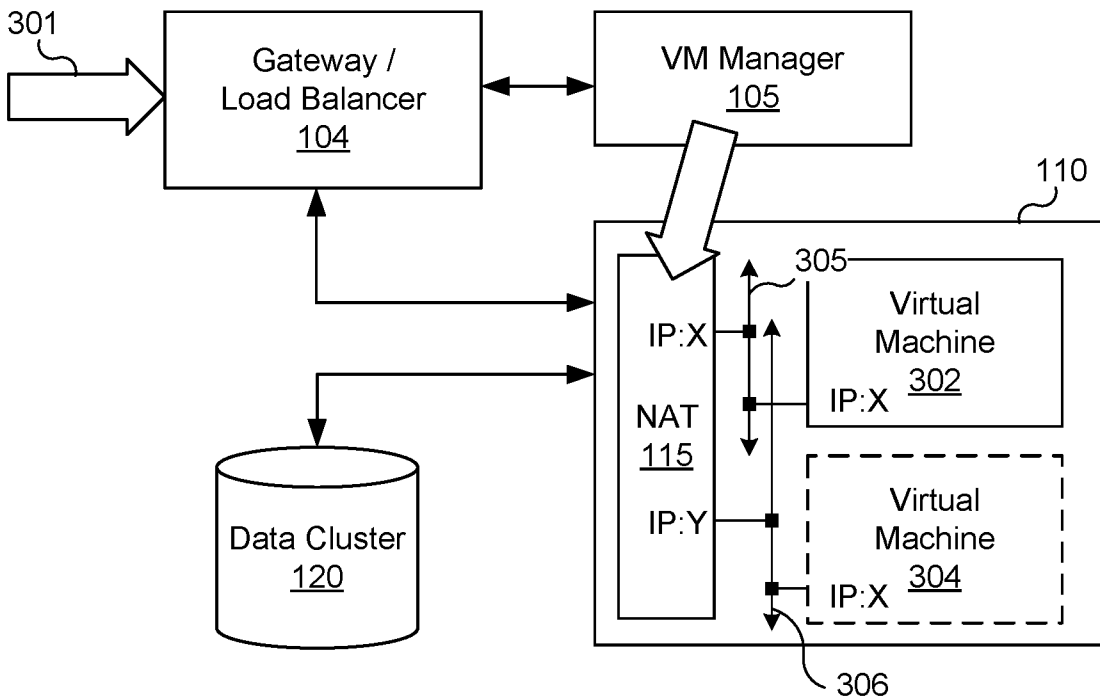 301
Gateway /
Load Balancer
104
VM Manager
105
110
305
Virtual
Machine
302
IP:X
IP:X
NAT
115
IP:Y
Virtual
Machine
304
IP:X
Data Cluster
120
306